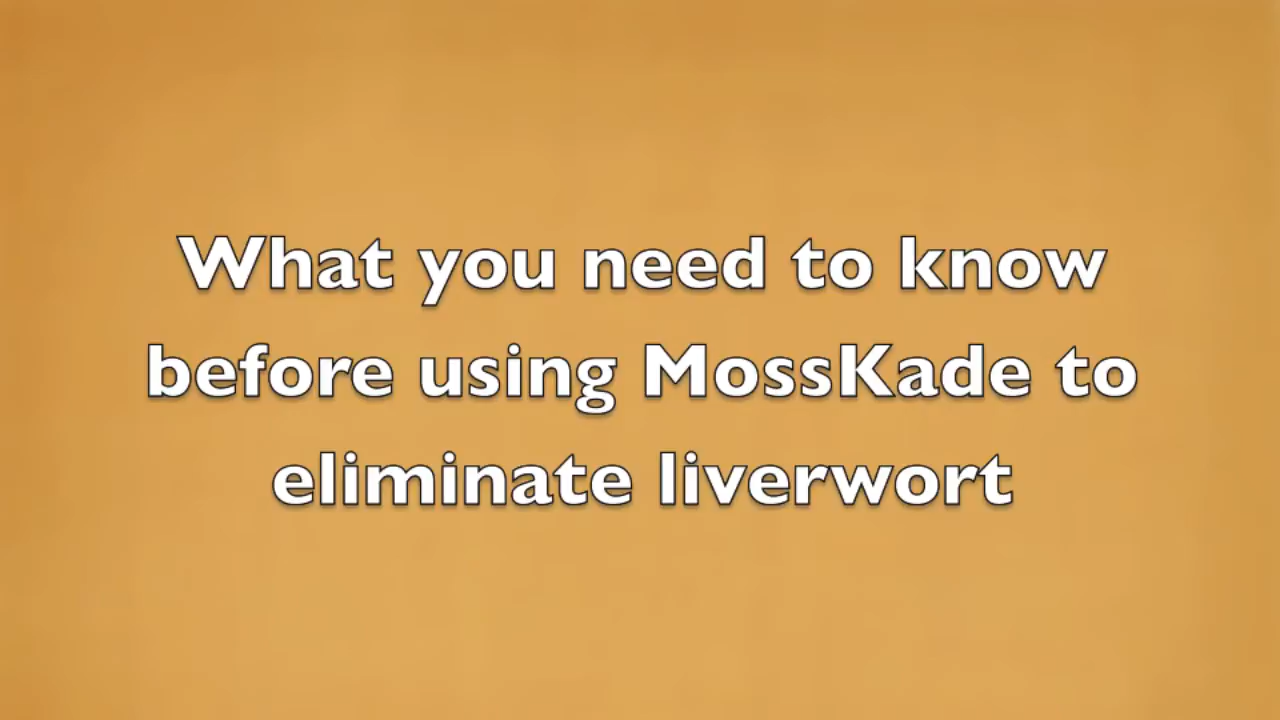 What you need to know
before using MossKade to
eliminate liverwort